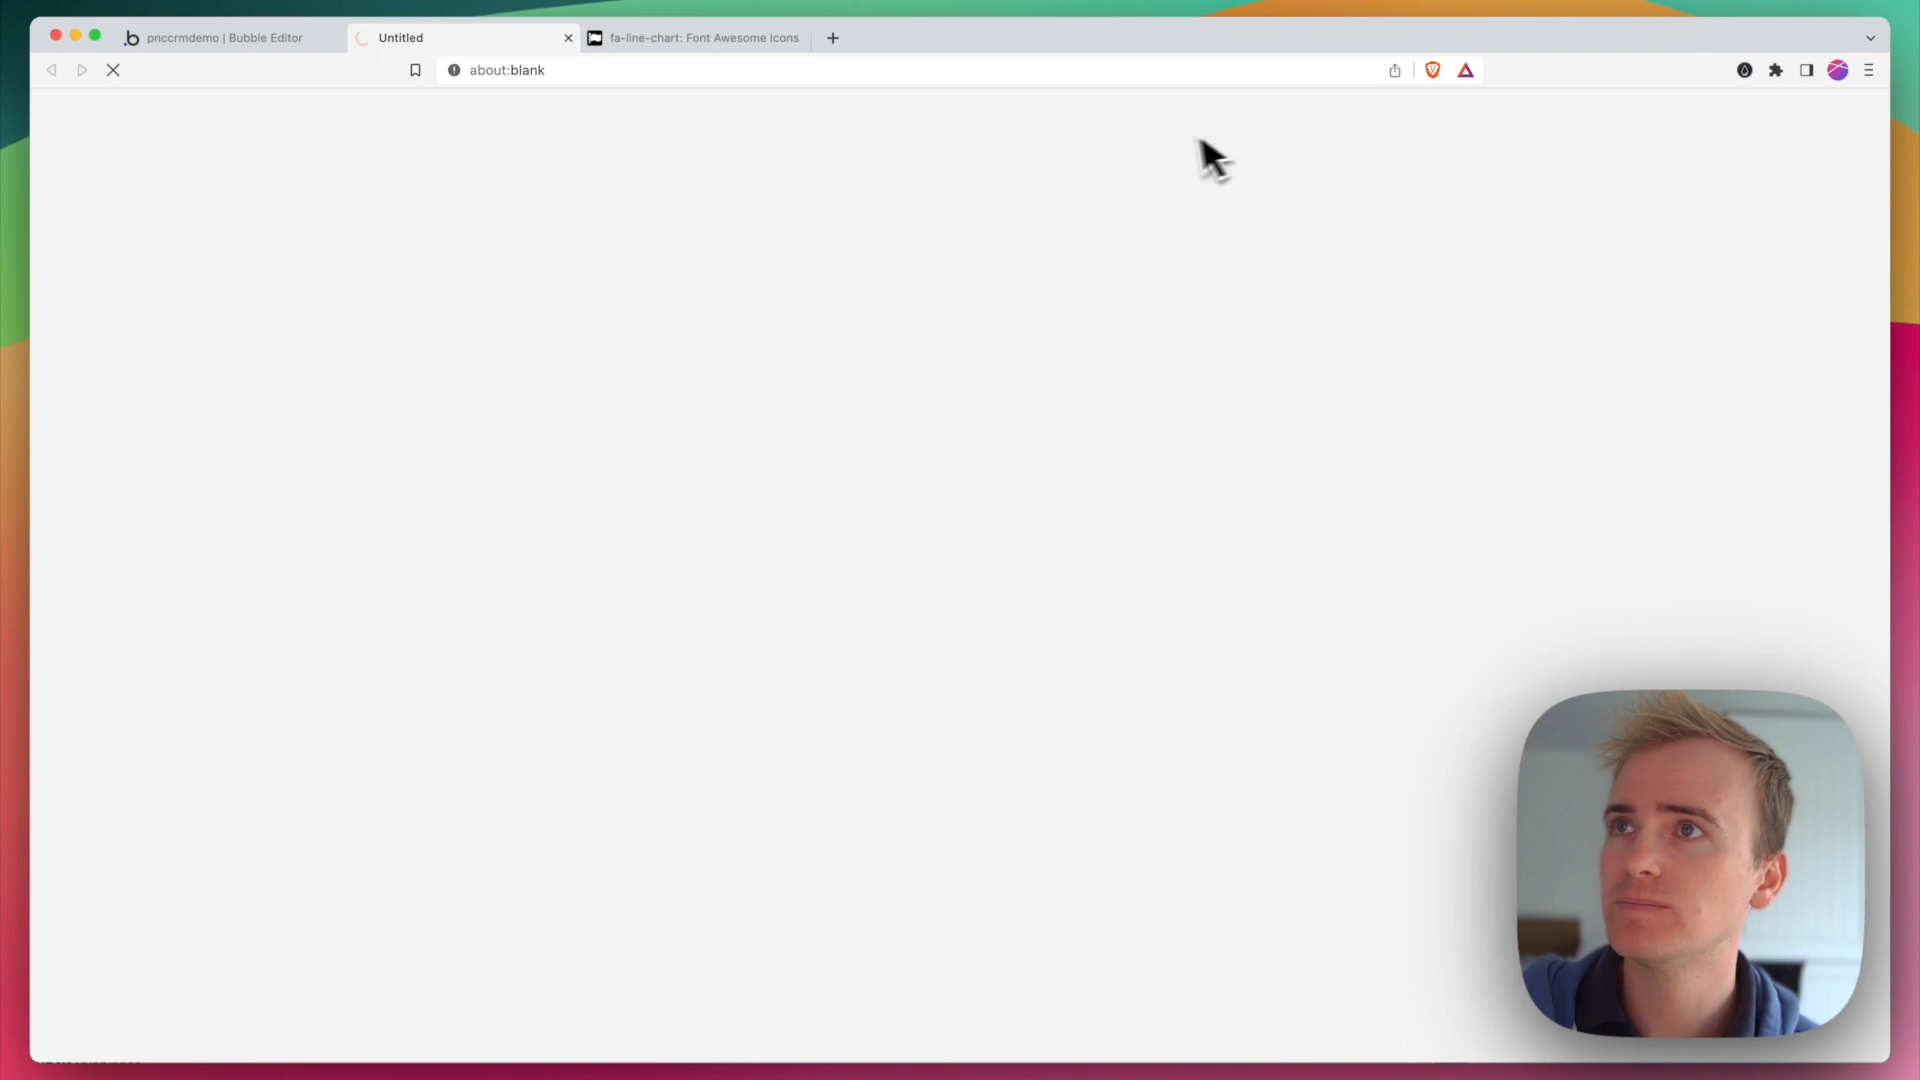 pnccrmdemo | Bubble Editor
Untitled
fa-line-chart: Font Awesome Icons
about:blank